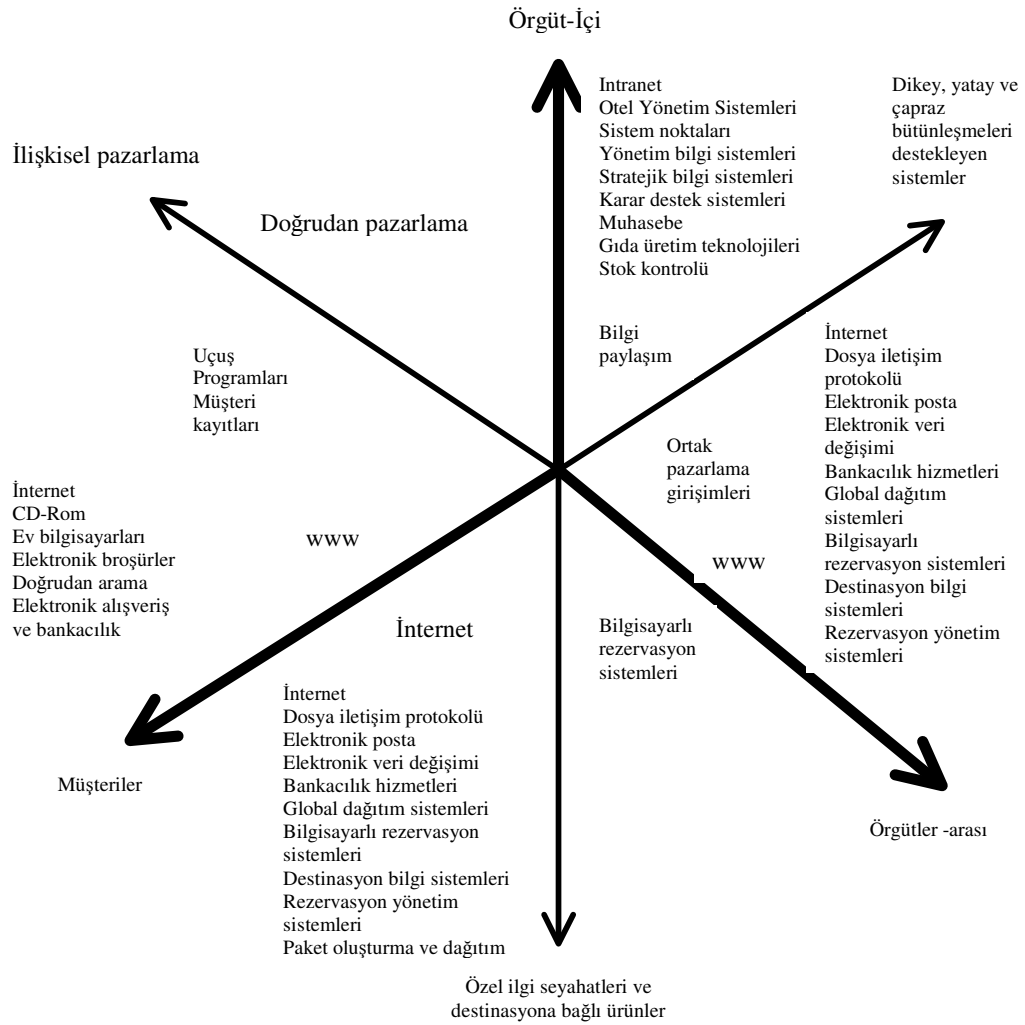 Örgüt-İçi
Intranet
Otel Yönetim Sistemleri
Sistem noktaları
Yönetim bilgi sistemleri
Stratejik bilgi sistemleri
Karar destek sistemleri
Muhasebe
Gıda üretim teknolojileri
Stok kontrolü
Dikey, yatay ve
çapraz
bütünleşmeleri
destekleyen
sistemler
İlişkisel pazarlama
Doğrudan pazarlama
Uçuş
Programları
Müşteri
kayıtları
Bilgi
paylaşım
İnternet
Dosya iletişim
protokolü
Elektronik posta
Elektronik veri
değişimi
Bankacılık hizmetleri
Global dağıtım
sistemleri
Bilgisayarlı
rezervasyon sistemleri
Destinasyon bilgi
sistemleri
Rezervasyon yönetim
sistemleri
Ortak
pazarlama
girişimleri
www
İnternet
CD-Rom
Ev bilgisayarları
Elektronik broşürler
Doğrudan arama
Elektronik alışveriş
ve bankacılık
www
İnternet
Bilgisayarlı
rezervasyon
sistemleri
İnternet
Dosya iletişim protokolü
Elektronik posta
Elektronik veri değişimi
Bankacılık hizmetleri
Global dağıtım sistemleri
Bilgisayarlı rezervasyon
sistemleri
Destinasyon bilgi sistemleri
Rezervasyon yönetim
sistemleri
Paket oluşturma ve dağıtım
Müşteriler
Örgütler -arası
Özel ilgi seyahatleri ve
destinasyona bağlı ürünler